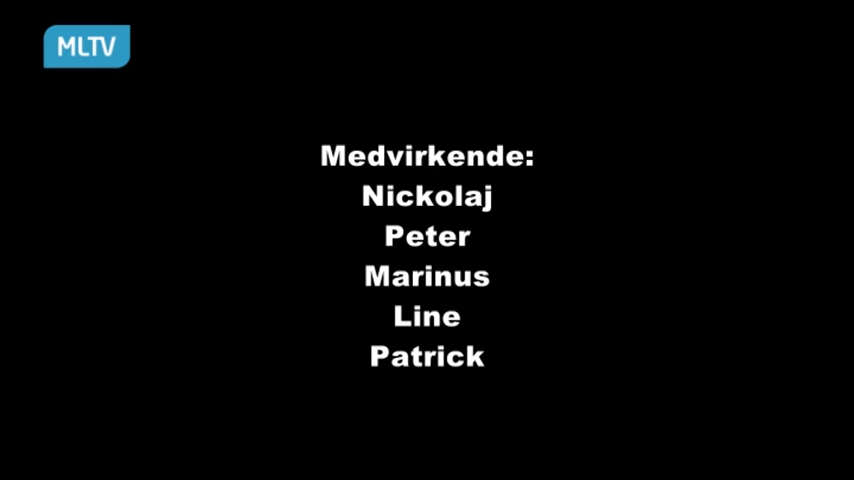 MLTV
Medvirkende:
Nickolaj
Peter
Marinus
Line
Patrick